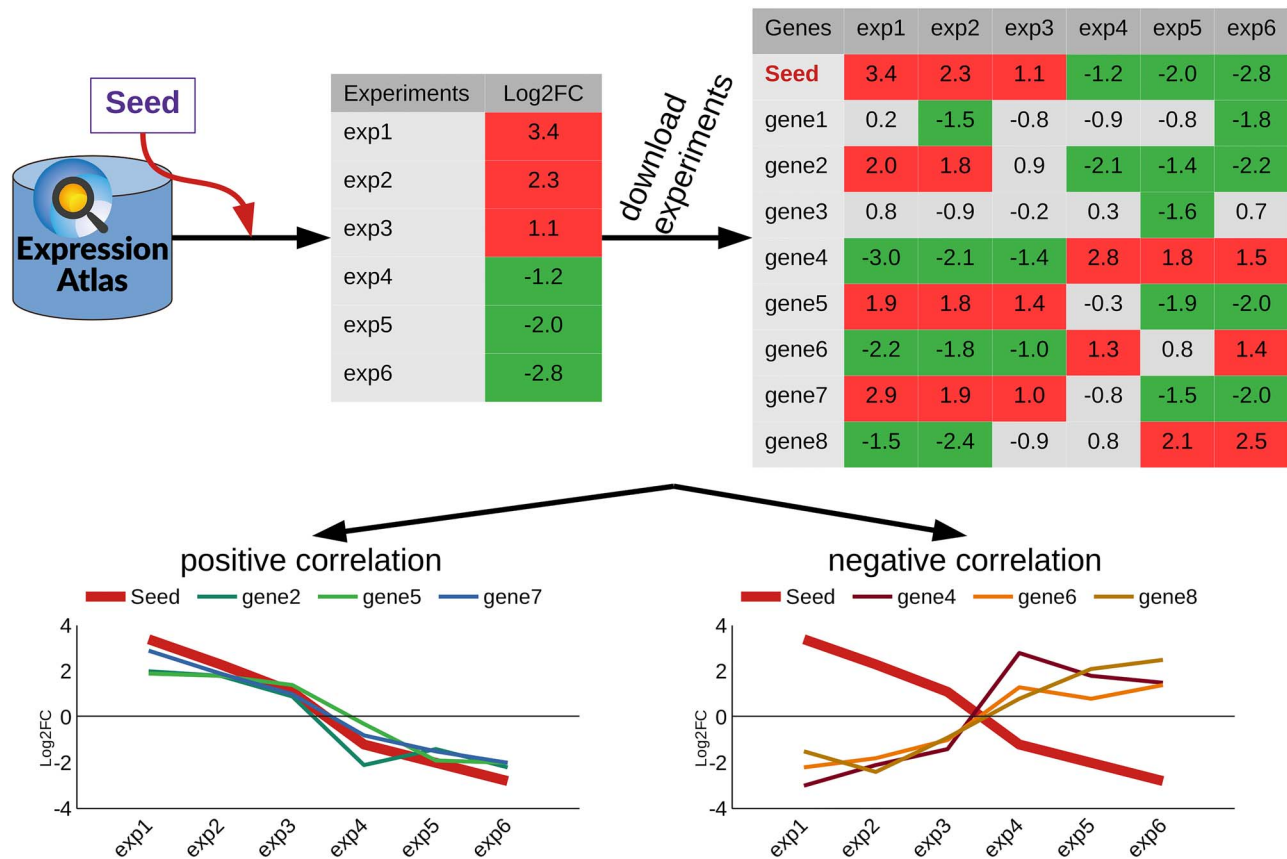 Seed
Expression
Atlas
Experiments Log2FC
exp1 3.4
exp2 2.3
exp3 1.1
exp4 -1.2
exp5 -2.0
exp6 -2.8
download
experiments
Genes exp1 exp2 exp3 exp4 exp5 exp6
Seed 3.4 2.3 1.1 -1.2 -2.0 -2.8
gene1 0.2 -1.5 -0.8 -0.9 -0.8 -1.8
gene2 2.0 1.8 0.9 -2.1 -1.4 -2.2
gene3 0.8 -0.9 -0.2 0.3 -1.6 0.7
gene4 -3.0 -2.1 -1.4 2.8 1.8 1.5
gene5 1.9 1.8 1.4 -0.3 -1.9 -2.0
gene6 -2.2 -1.8 -1.0 1.3 0.8 1.4
gene7 2.9 1.9 1.0 -0.8 -1.5 -2.0
gene8 -1.5 -2.4 -0.9 0.8 2.1 2.5
positive correlation
Seed gene2 gene5 gene7
4
2
0
-2
-4
Log2FC
exp1 exp2 exp3 exp4 exp5 exp6
negative correlation
Seed gene4 gene6 gene8
4
2
0
-2
-4
Log2FC
exp1 exp2 exp3 exp4 exp5 exp6